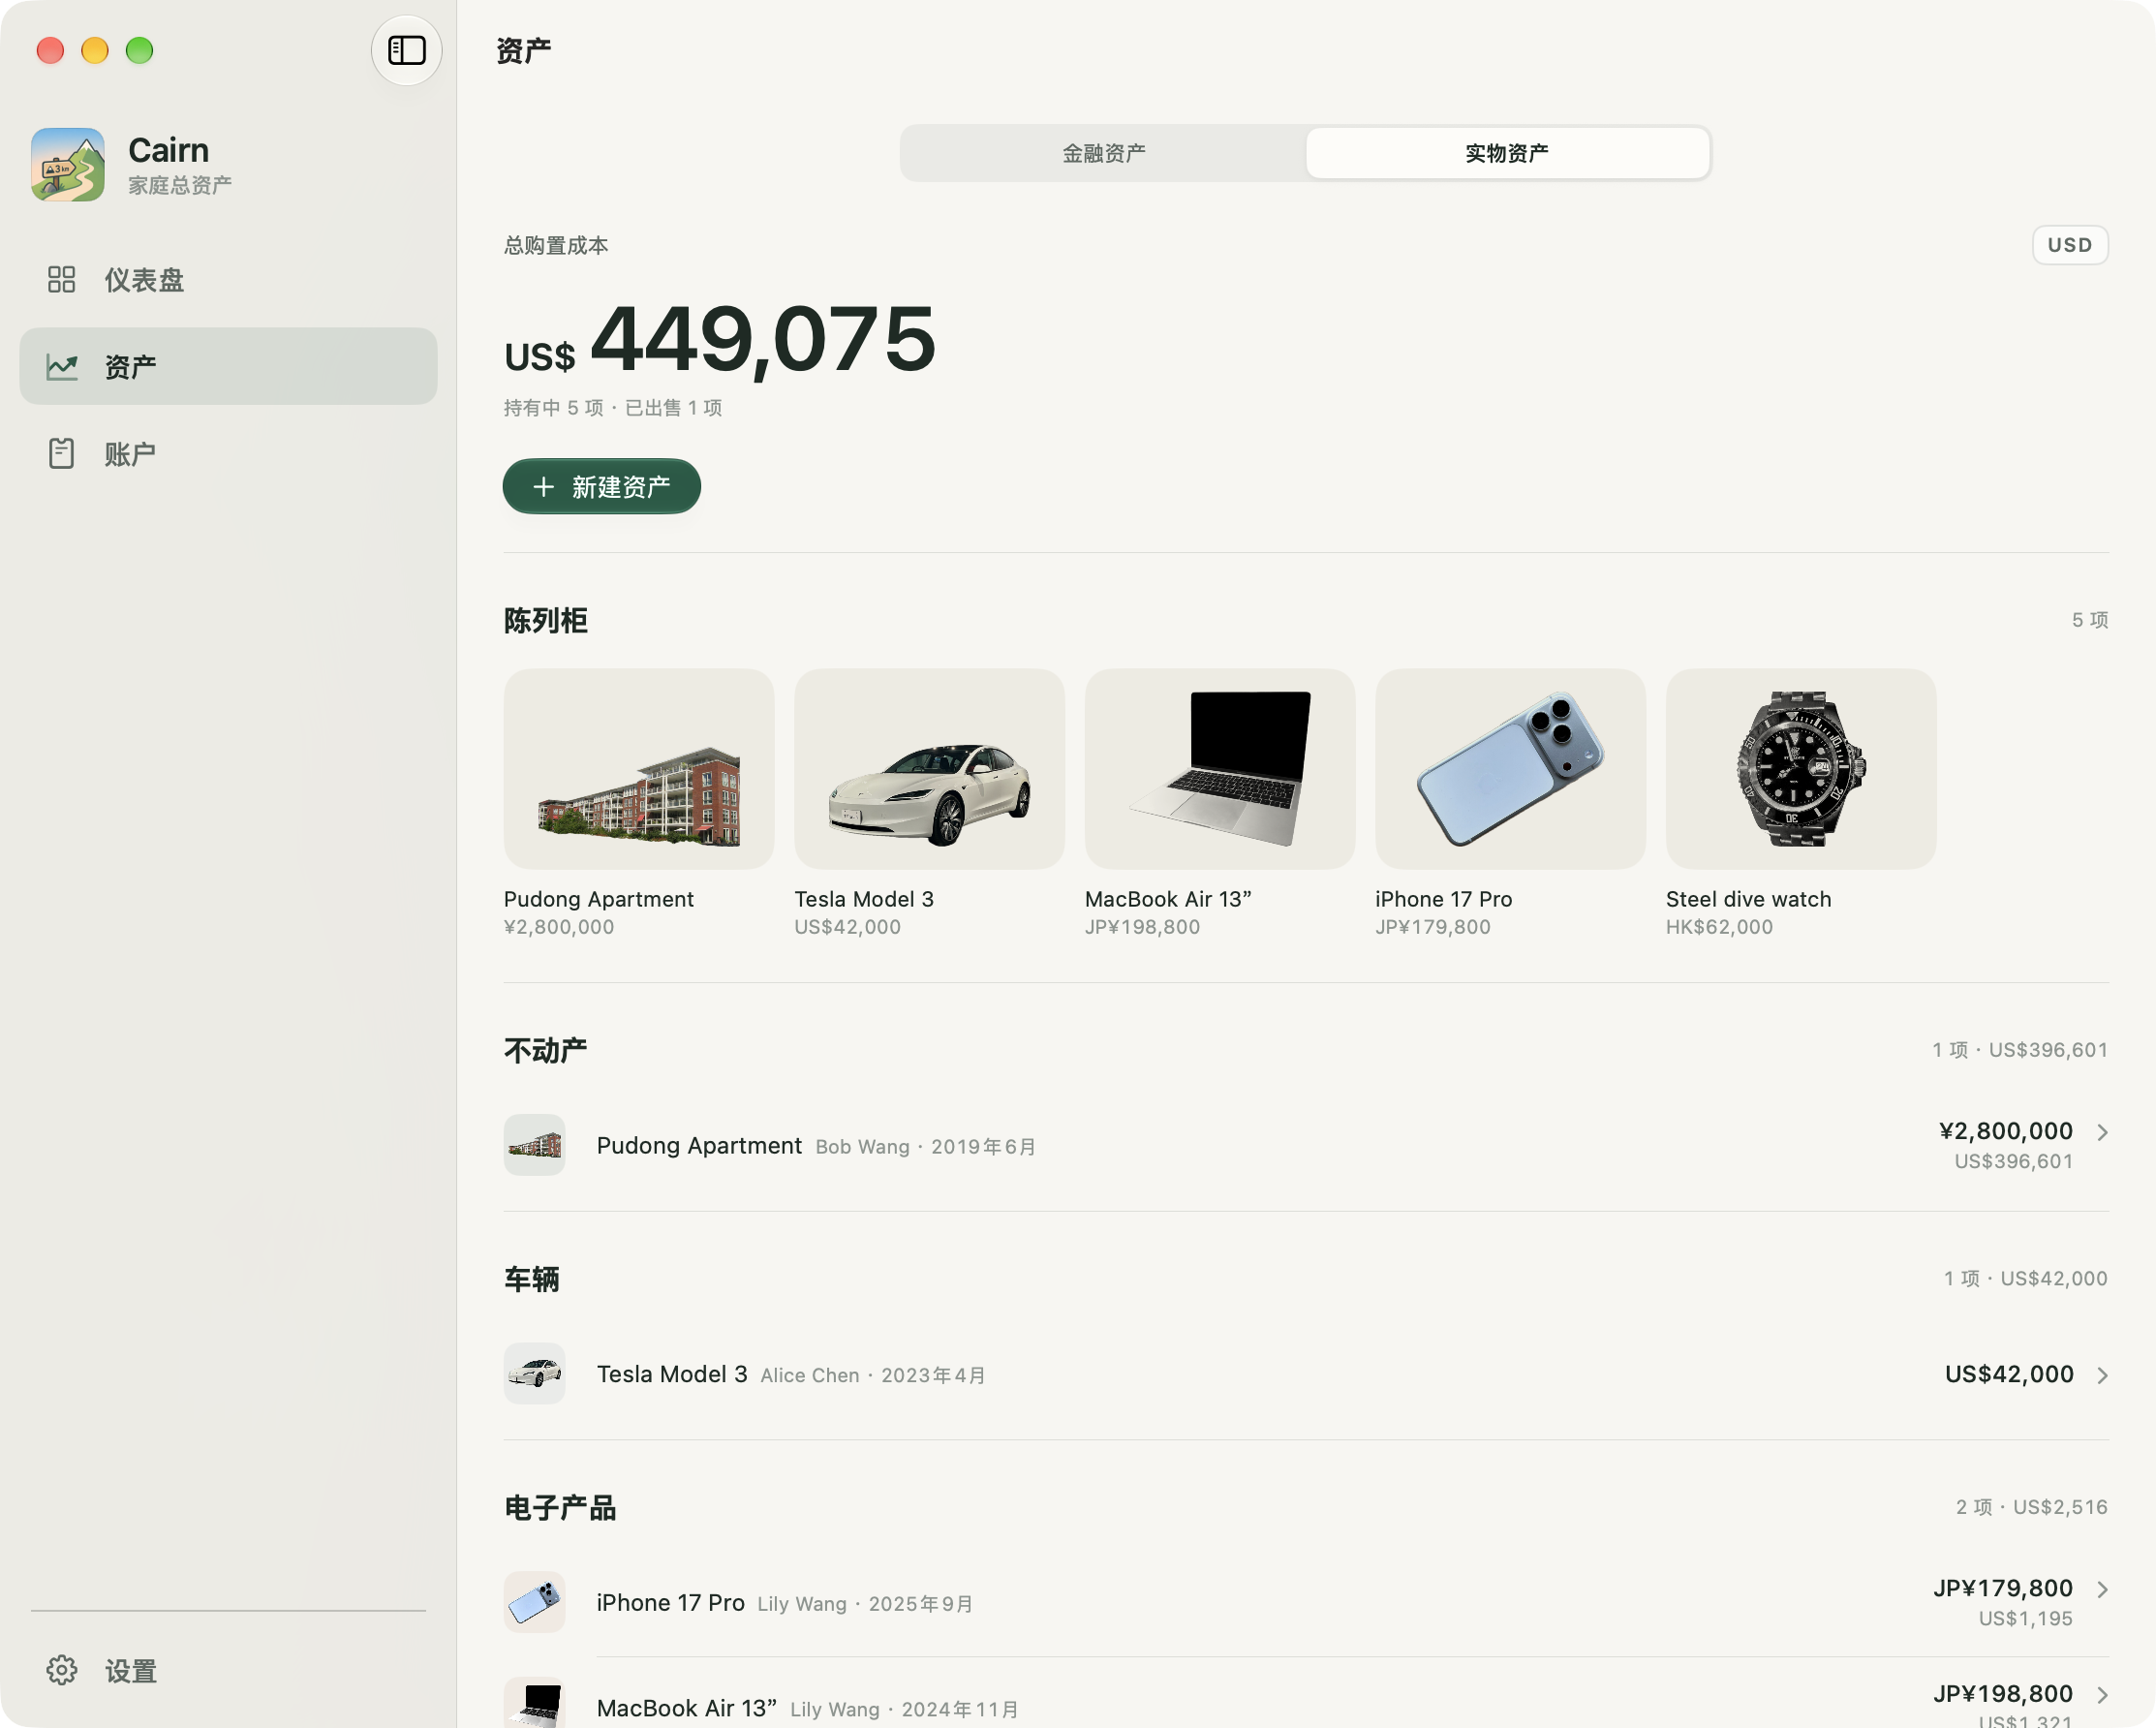 资产
Cairn
家庭总资产
仪表盘
资产
账户
设置
金融资产
实物资产
总购置成本
USD
US$ 449,075
持有中 5 项 · 已出售 1 项
新建资产
陈列柜
5 项
Pudong Apartment
¥2,800,000
Tesla Model 3
US$42,000
MacBook Air 13”
JP¥198,800
iPhone 17 Pro
JP¥179,800
Steel dive watch
HK$62,000
不动产
1 项 · US$396,601
Pudong Apartment Bob Wang · 2019年6月
¥2,800,000
US$396,601
车辆
1 项 · US$42,000
Tesla Model 3 Alice Chen · 2023年4月
US$42,000
电子产品
2 项 · US$2,516
iPhone 17 Pro Lily Wang · 2025年9月
JP¥179,800
US$1,195
MacBook Air 13” Lily Wang · 2024年11月
JP¥198,800
US$1,321